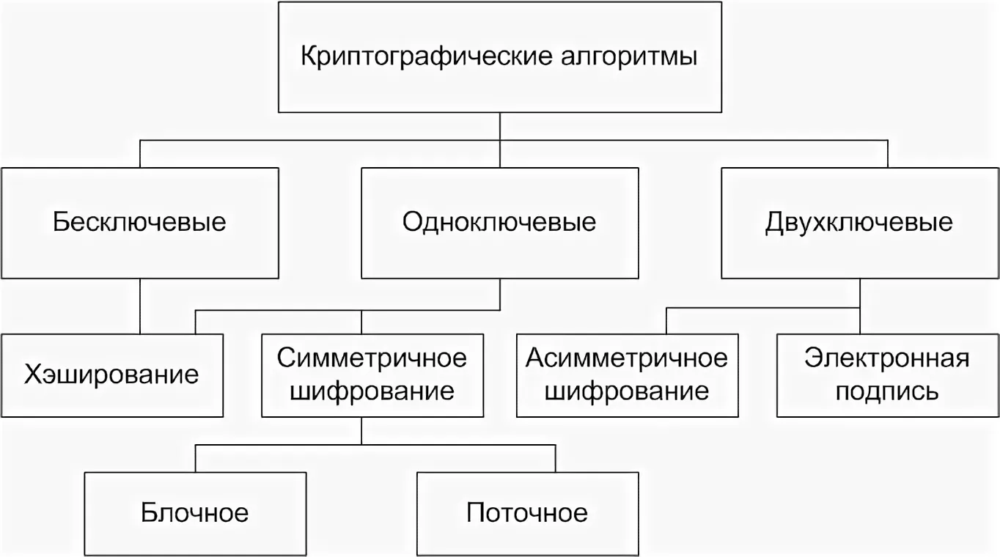 Криптографические алгоритмы
Бесключевые
Одноключевые
Двухключевые
Хэширование
Симметричное
шифрование
Асимметричное
шифрование
Электронная
подпись
Блочное
Поточное